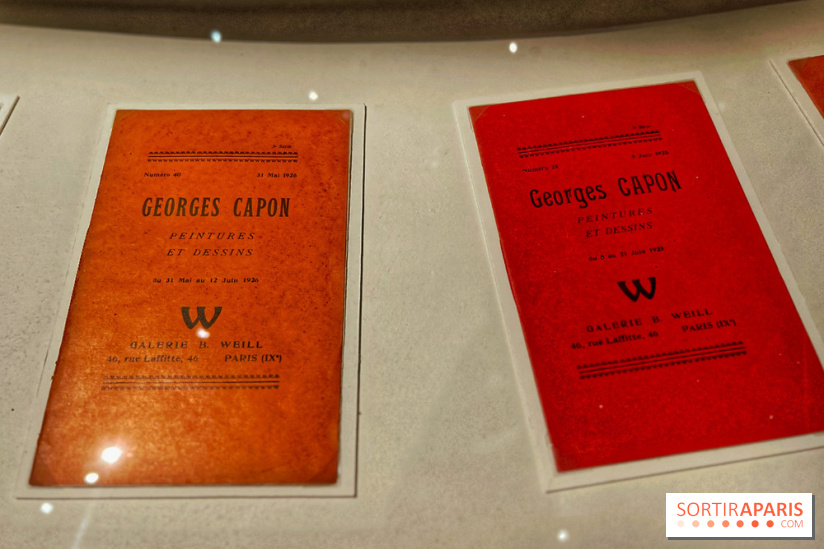 Numéro 40 31 Mai 1926
GEORGES CAPON
PEINTURES
ET DESSINS
du 31 Mai au 12 Juin 1926
W
GALERIE B. WEILL
46, rue Laffitte, 46 PARIS (IXᵉ)
Georges CAPON
PEINTURES
ET DESSINS
W
GALERIE B. WEILL
46, rue Laffitte, 46 PARIS (IXᵉ)
SORTIRAPARIS
.COM